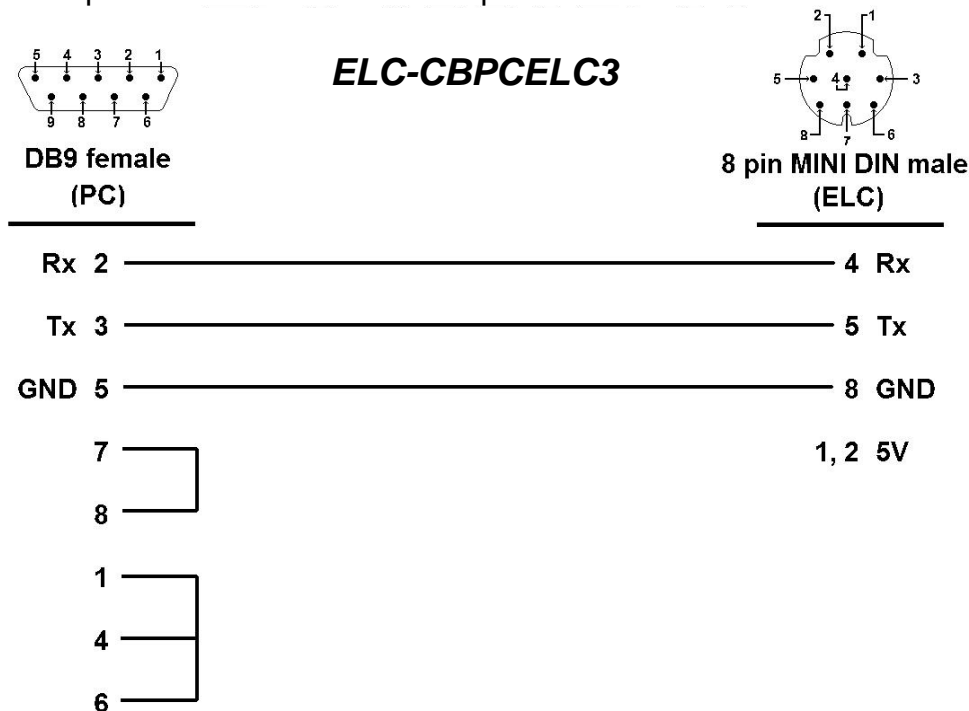 ELC-CBPCELC3
5 4 3 2 1
9 8 7 6
DB9 female
(PC)
2 1
5 4 3
8 7 6
8 pin MINI DIN male
(ELC)
Rx 2 4 Rx
Tx 3 5 Tx
GND 5 8 GND
7 1, 2 5V
8
1
4
6